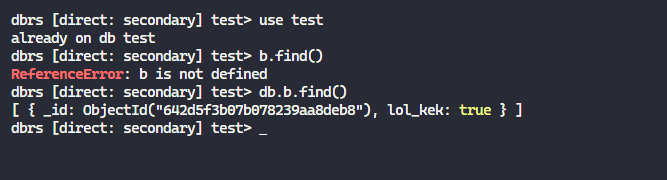 dbrs [direct: secondary] test> use test
already on db test
dbrs [direct: secondary] test> b.find()
ReferenceError: b is not defined
dbrs [direct: secondary] test> db.b.find()
[ { _id: ObjectId("642d5f3b07b078239aa8deb8"), lol_kek: true } ]
dbrs [direct: secondary] test> _